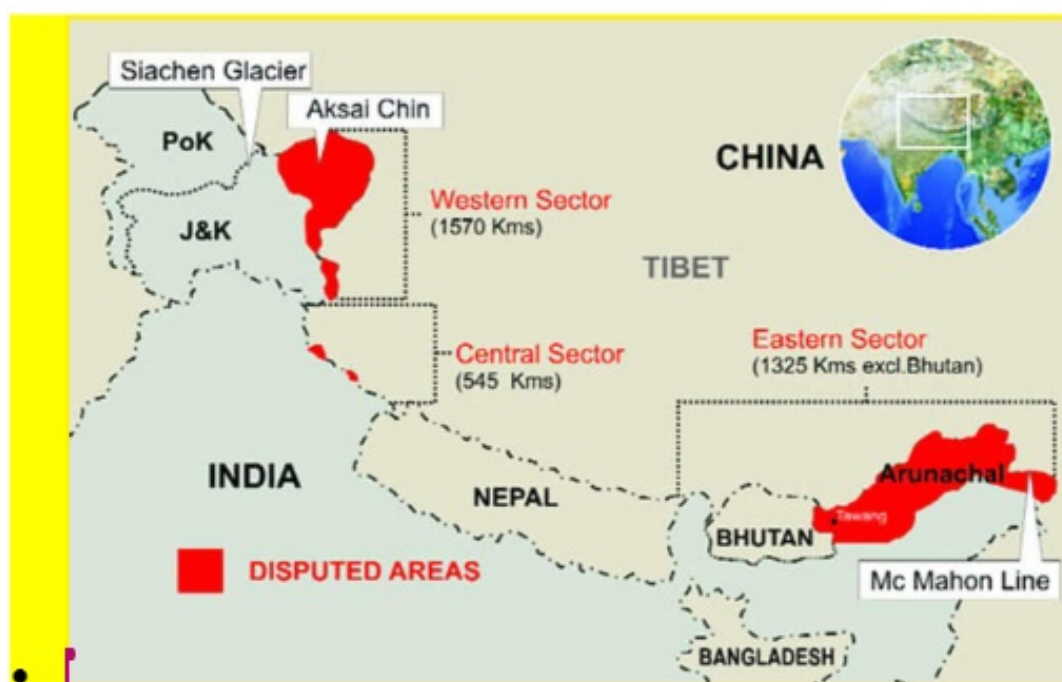 Siachen Glacier
Aksai Chin
PoK
CHINA
Western Sector
(1570 Kms)
J&K
TIBET
Eastern Sector
(1325 Kms excl.Bhutan)
Central Sector
(545 Kms)
INDIA
NEPAL
Arunachal
Tawang
BHUTAN
DISPUTED AREAS
Mc Mahon Line
BANGLADESH